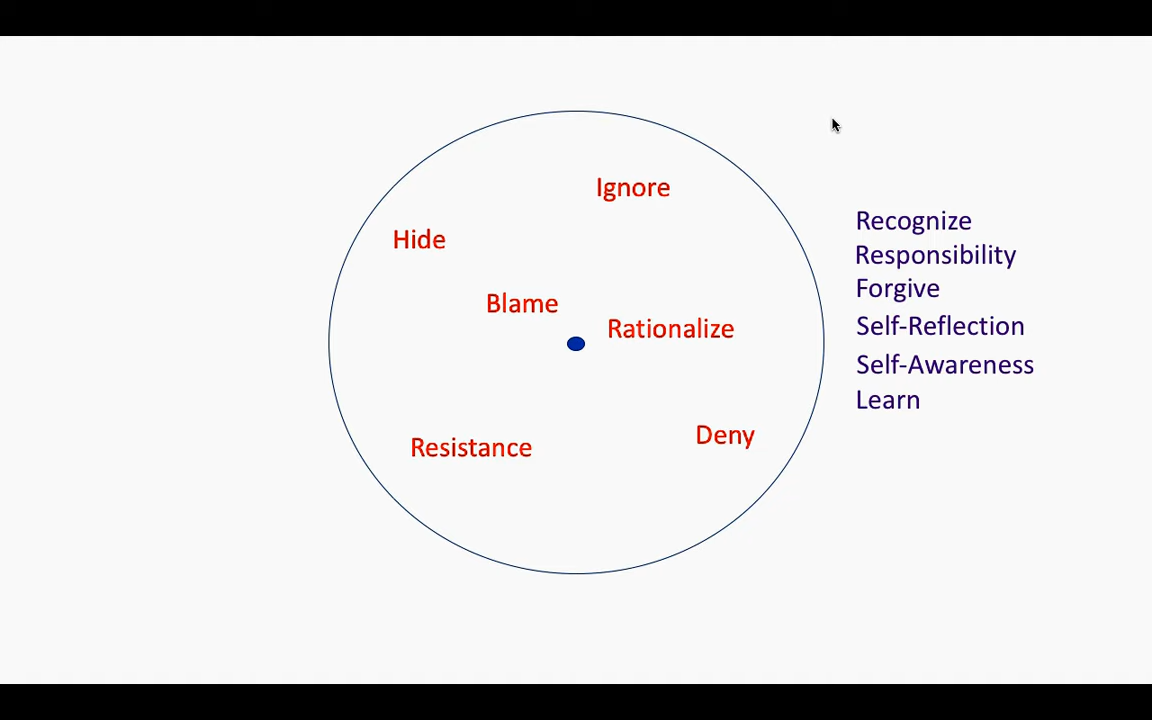 Ignore
Hide
Blame
Rationalize
Deny
Resistance
Recognize
Responsibility
Forgive
Self-Reflection
Self-Awareness
Learn